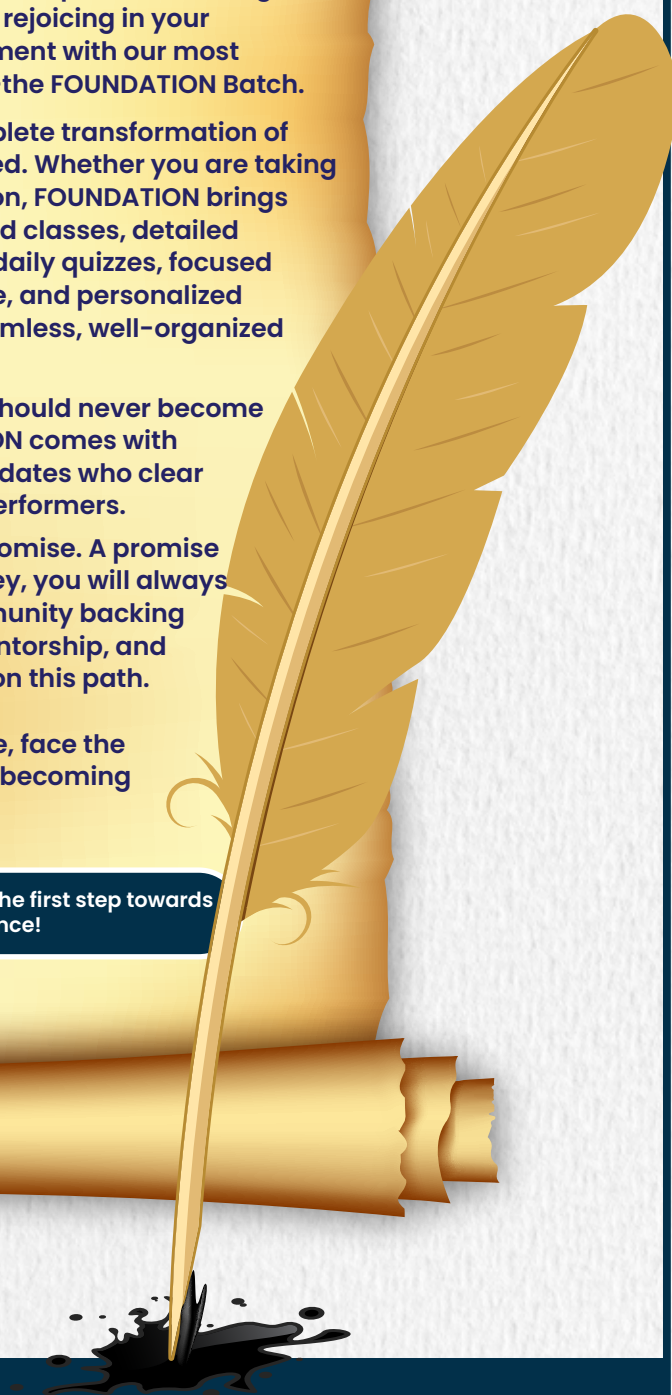 rejoicing in your
ment with our most
the FOUNDATION Batch.
plete transformation of
ed. Whether you are taking
on, FOUNDATION brings
d classes, detailed
daily quizzes, focused
e, and personalized
mless, well-organized
hould never become
ON comes with
dates who clear
erformers.
omise. A promise
ey, you will always
munity backing
ntorship, and
on this path.
e, face the
becoming
he first step towards
nce!